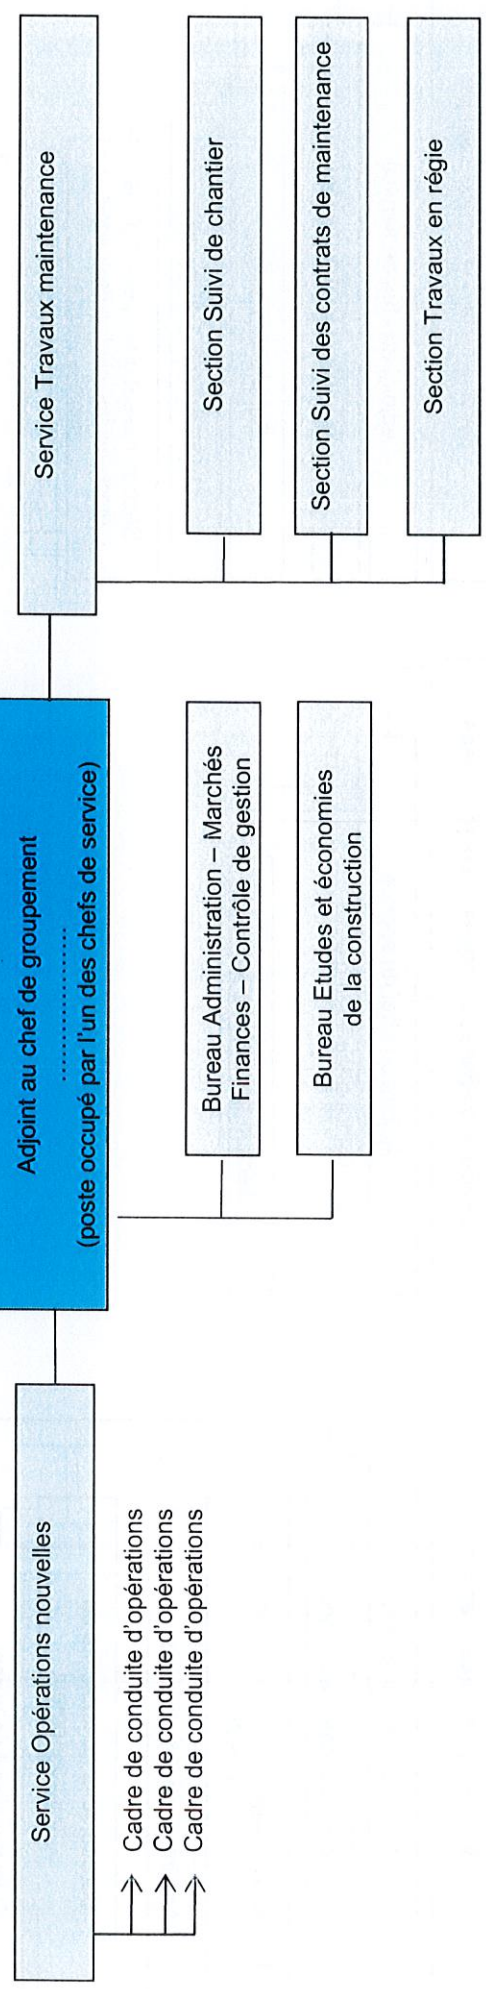 Service Opérations nouvelles
Cadre de conduite d'opérations
Cadre de conduite d'opérations
Cadre de conduite d'opérations
Adjoint au chef de groupement
.....................
(poste occupé par l'un des chefs de service)
Bureau Administration – Marchés
Finances – Contrôle de gestion
Bureau Etudes et économies
de la construction
Service Travaux maintenance
Section Suivi de chantier
Section Suivi des contrats de maintenance
Section Travaux en régie